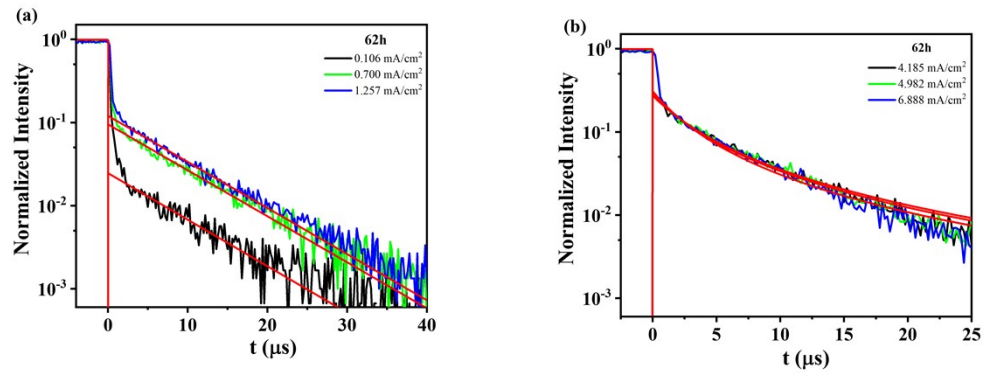 (a)
62h
0.106 mA/cm²
0.700 mA/cm²
1.257 mA/cm²
Normalized Intensity
10⁰
10⁻¹
10⁻²
10⁻³
0 10 20 30 40
t (μs)
(b)
62h
4.185 mA/cm²
4.982 mA/cm²
6.888 mA/cm²
Normalized Intensity
10⁰
10⁻¹
10⁻²
10⁻³
0 5 10 15 20 25
t (μs)